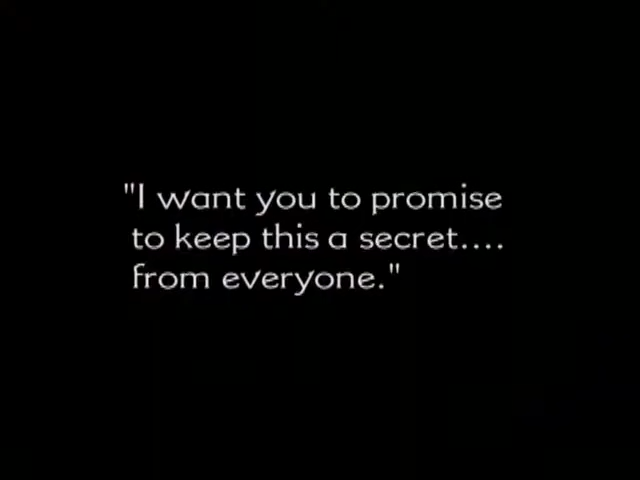 "I want you to promise
to keep this a secret....
from everyone."